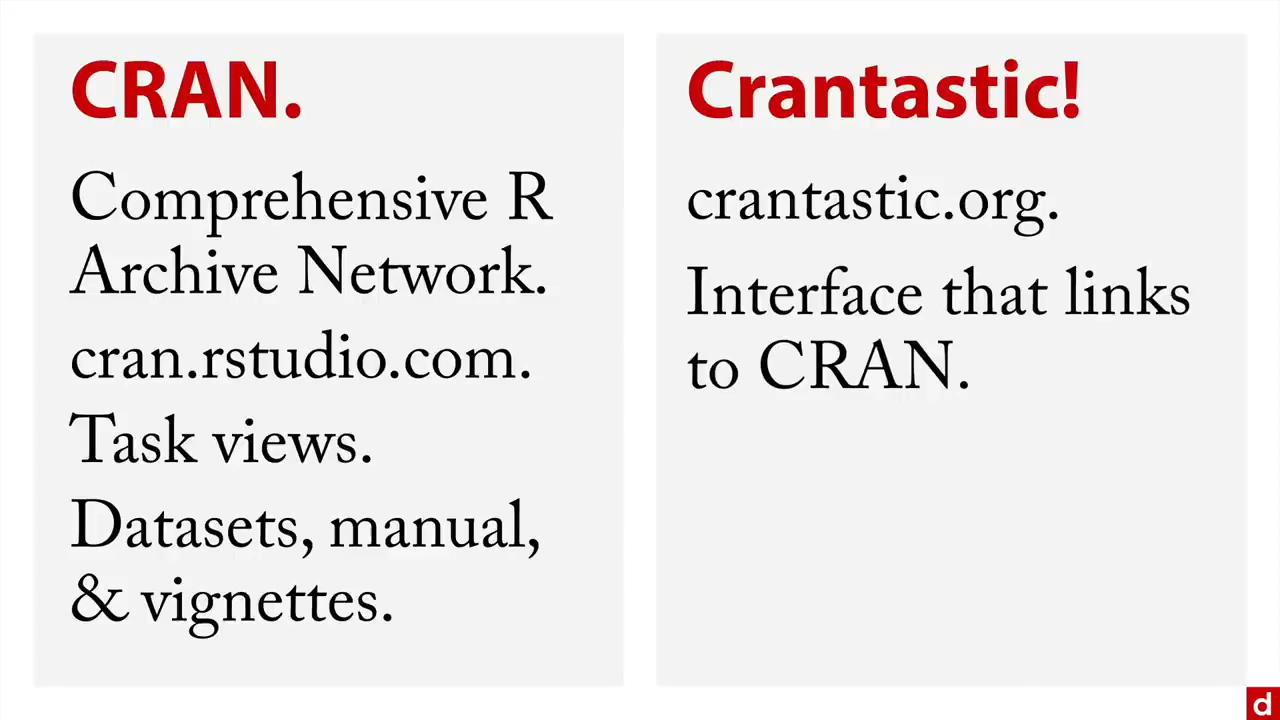 CRAN.
Comprehensive R
Archive Network.
cran.rstudio.com.
Task views.
Datasets, manual,
& vignettes.
Crantastic!
crantastic.org.
Interface that links
to CRAN.
d